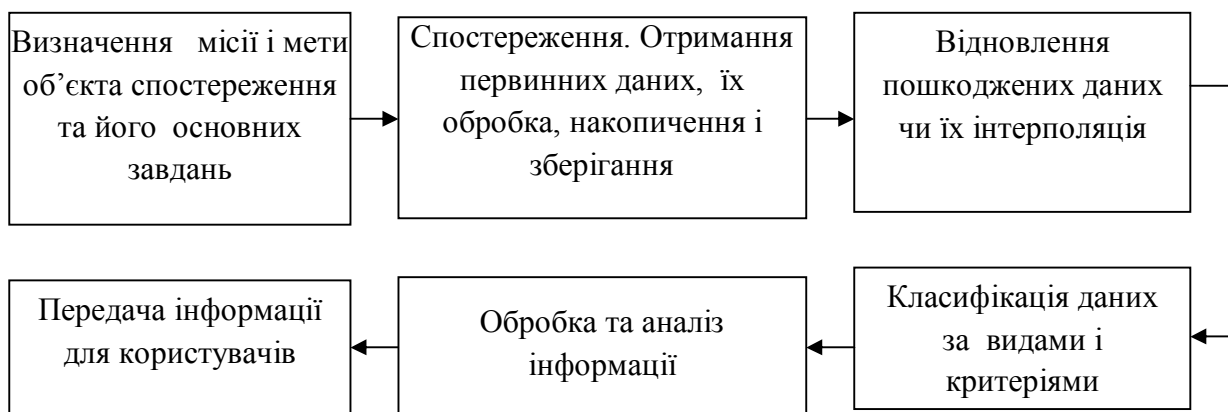 Визначення місії і мети
об’єкта спостереження
та його основних
завдань
Спостереження. Отримання
первинних даних, їх
обробка, накопичення і
зберігання
Відновлення
пошкоджених даних
чи їх інтерполяція
Класифікація даних
за видами і
критеріями
Обробка та аналіз
інформації
Передача інформації
для користувачів